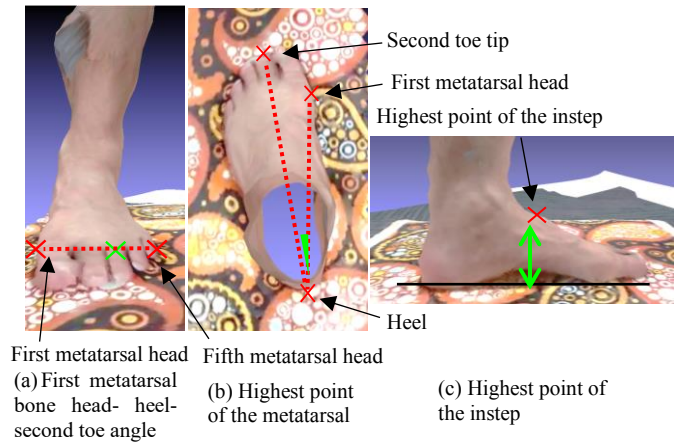 Second toe tip
First metatarsal head
Highest point of the instep
Heel
First metatarsal head
Fifth metatarsal head
(a) First metatarsal
bone head- heel-
second toe angle
(b) Highest point
of the metatarsal
(c) Highest point of
the instep